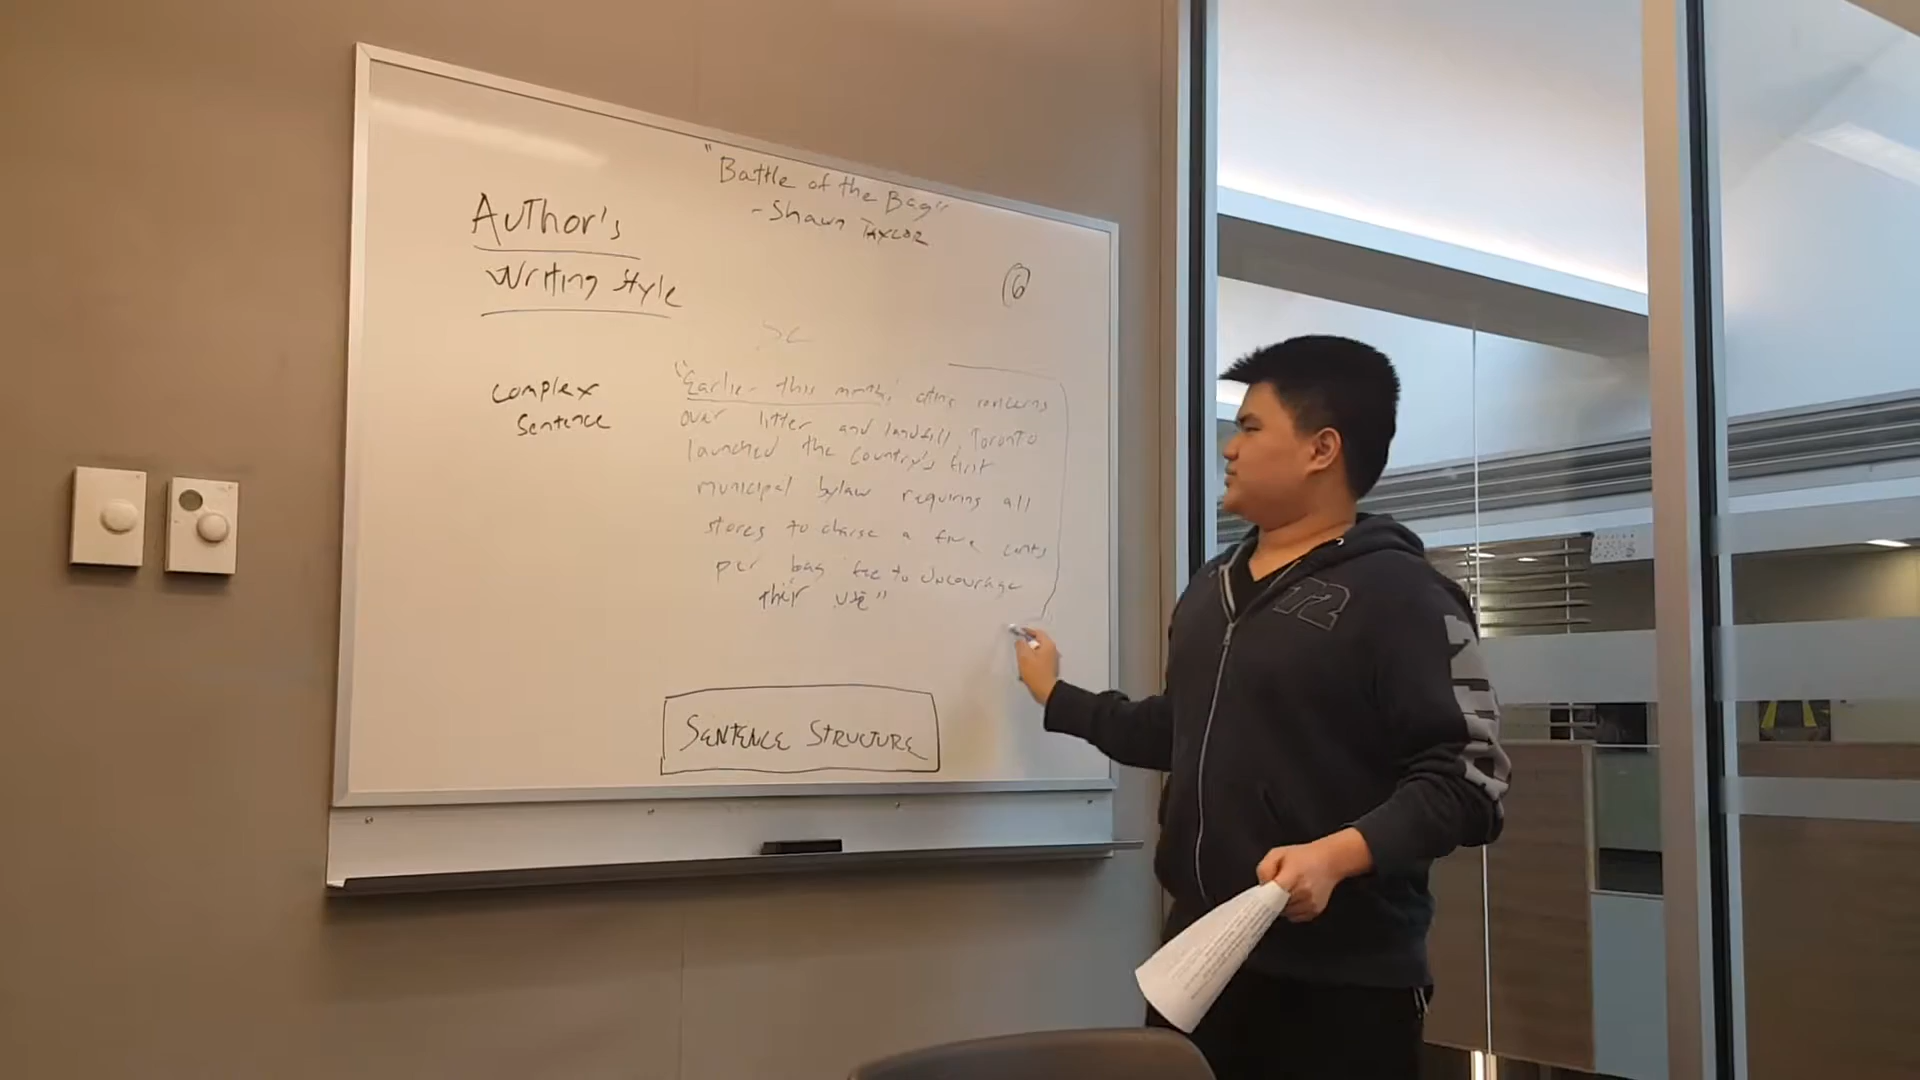 "Battle of the Bag"
- Shawn TAYLOR
AuThor's
Writing Style
6
complex
Sentence
"Earlier this month, citing concerns
over litter and landfill, Toronto
launched the country's first
municipal bylaw requiring all
stores to charge a five cents
per bag fee to discourage
their use"
SENTENCE STRUCTURE
72